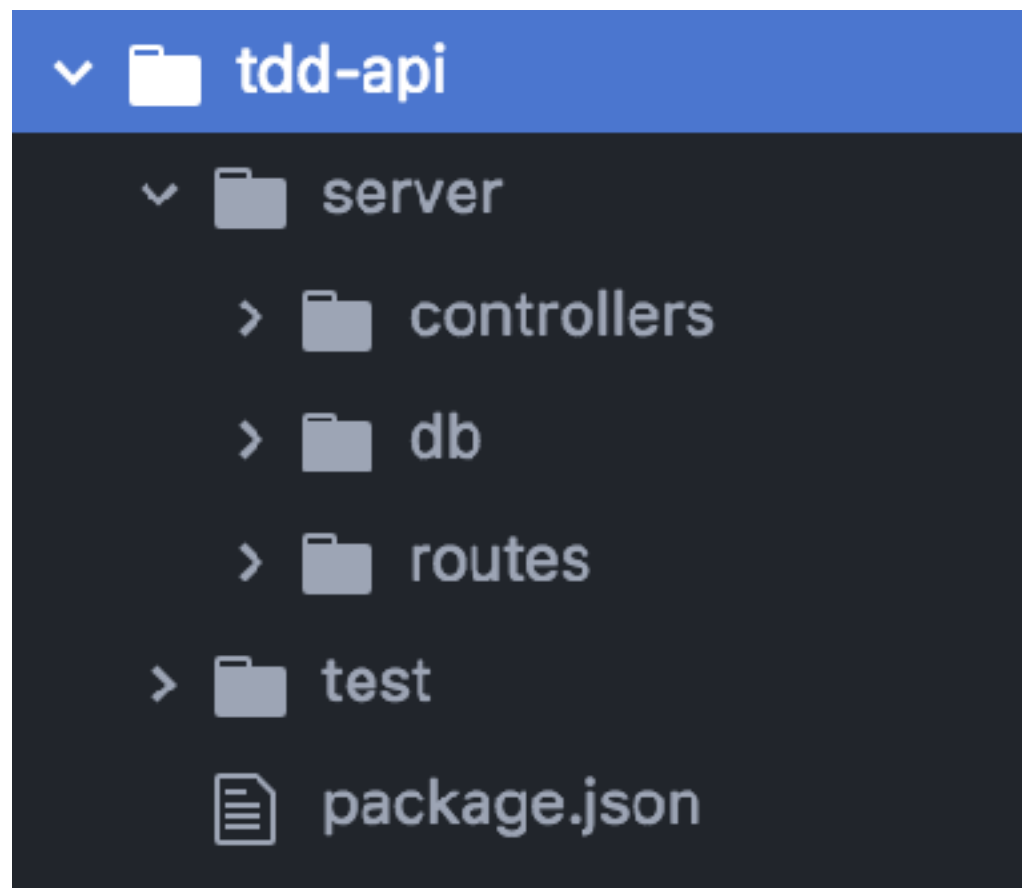 tdd-api
server
controllers
db
routes
test
package.json